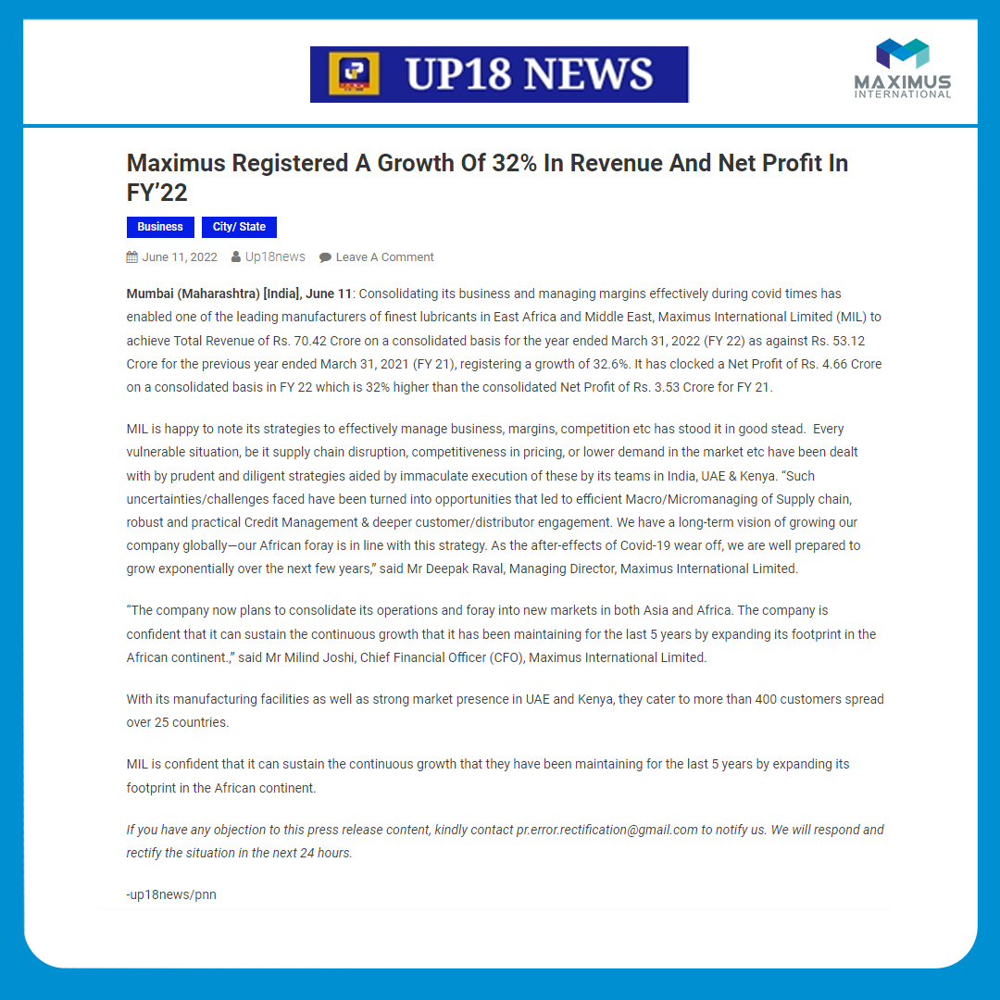 UP18 NEWS
MAXIMUS
INTERNATIONAL
Maximus Registered A Growth Of 32% In Revenue And Net Profit In
FY’22
Business City/ State
June 11, 2022 Up18news Leave A Comment
Mumbai (Maharashtra) [India], June 11: Consolidating its business and managing margins effectively during covid times has
enabled one of the leading manufacturers of finest lubricants in East Africa and Middle East, Maximus International Limited (MIL) to
achieve Total Revenue of Rs. 70.42 Crore on a consolidated basis for the year ended March 31, 2022 (FY 22) as against Rs. 53.12
Crore for the previous year ended March 31, 2021 (FY 21), registering a growth of 32.6%. It has clocked a Net Profit of Rs. 4.66 Crore
on a consolidated basis in FY 22 which is 32% higher than the consolidated Net Profit of Rs. 3.53 Crore for FY 21.
MIL is happy to note its strategies to effectively manage business, margins, competition etc has stood it in good stead.  Every
vulnerable situation, be it supply chain disruption, competitiveness in pricing, or lower demand in the market etc have been dealt
with by prudent and diligent strategies aided by immaculate execution of these by its teams in India, UAE & Kenya. “Such
uncertainties/challenges faced have been turned into opportunities that led to efficient Macro/Micromanaging of Supply chain,
robust and practical Credit Management & deeper customer/distributor engagement. We have a long-term vision of growing our
company globally—our African foray is in line with this strategy. As the after-effects of Covid-19 wear off, we are well prepared to
grow exponentially over the next few years,” said Mr Deepak Raval, Managing Director, Maximus International Limited.
“The company now plans to consolidate its operations and foray into new markets in both Asia and Africa. The company is
confident that it can sustain the continuous growth that it has been maintaining for the last 5 years by expanding its footprint in the
African continent.,” said Mr Milind Joshi, Chief Financial Officer (CFO), Maximus International Limited.
With its manufacturing facilities as well as strong market presence in UAE and Kenya, they cater to more than 400 customers spread
over 25 countries.
MIL is confident that it can sustain the continuous growth that they have been maintaining for the last 5 years by expanding its
footprint in the African continent.
If you have any objection to this press release content, kindly contact pr.error.rectification@gmail.com to notify us. We will respond and
rectify the situation in the next 24 hours.
-up18news/pnn